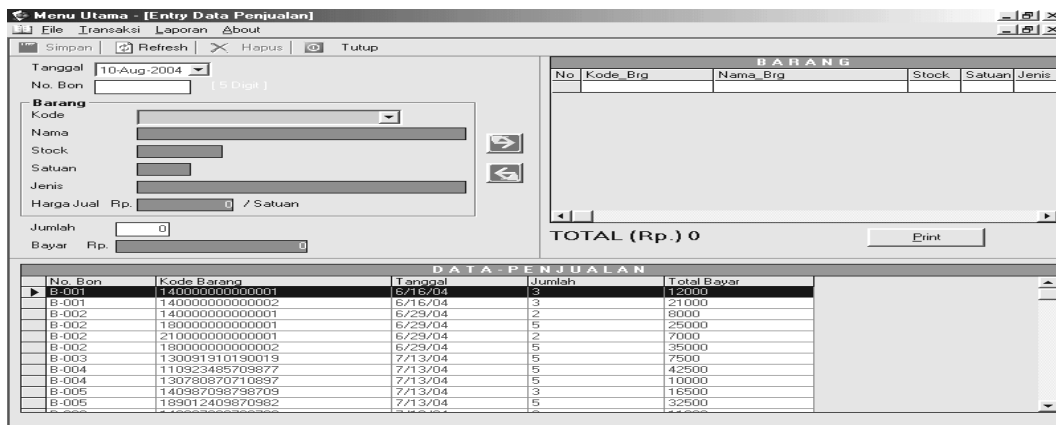 Menu Utama - [Entry Data Penjualan]
File Transaksi Laporan About
Simpan Refresh Hapus Tutup
Tanggal 10-Aug-2004
No. Bon [ 5 Digit ]
Barang
Kode
Nama
Stock
Satuan
Jenis
Harga Jual Rp. 0 / Satuan
Jumlah 0
Bayar Rp. 0
BARANG
No Kode_Brg Nama_Brg Stock Satuan Jenis
TOTAL (Rp.) 0 Print
DATA-PENJUALAN
No. Bon Kode Barang Tanggal Jumlah Total Bayar
B-001 140000000000001 6/16/04 3 12000
B-001 140000000000002 6/16/04 3 21000
B-002 140000000000001 6/29/04 2 8000
B-002 180000000000001 6/29/04 5 25000
B-002 210000000000001 6/29/04 2 7000
B-002 180000000000002 6/29/04 5 35000
B-003 130091910190019 7/13/04 5 7500
B-004 110923485709877 7/13/04 5 42500
B-004 130780870710897 7/13/04 5 10000
B-005 140987098798709 7/13/04 3 16500
B-005 189012409870982 7/13/04 5 32500